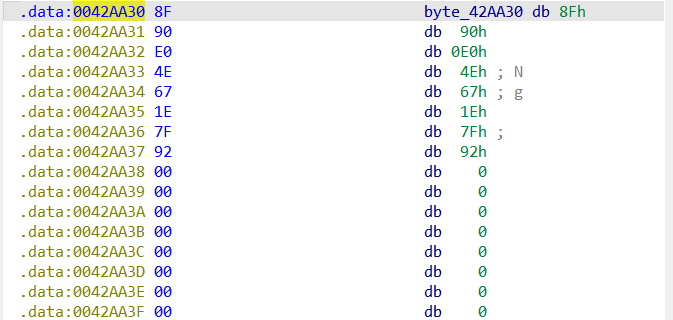 .data:0042AA30 8F byte_42AA30 db 8Fh
.data:0042AA31 90 db 90h
.data:0042AA32 E0 db 0E0h
.data:0042AA33 4E db 4Eh ; N
.data:0042AA34 67 db 67h ; g
.data:0042AA35 1E db 1Eh
.data:0042AA36 7F db 7Fh ;
.data:0042AA37 92 db 92h
.data:0042AA38 00 db 0
.data:0042AA39 00 db 0
.data:0042AA3A 00 db 0
.data:0042AA3B 00 db 0
.data:0042AA3C 00 db 0
.data:0042AA3D 00 db 0
.data:0042AA3E 00 db 0
.data:0042AA3F 00 db 0